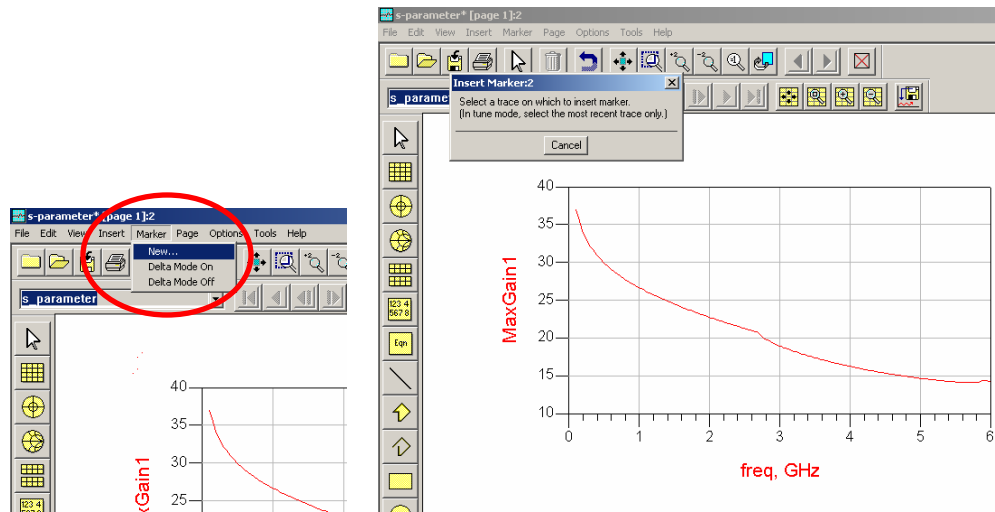 s-parameter* [page 1]:2
File Edit View Insert Marker Page Options Tools Help
New...
Delta Mode On
Delta Mode Off
s_parameter
40
35
30
25
123 4
s-parameter* [page 1]:2
File Edit View Insert Marker Page Options Tools Help
+2
-2
Insert Marker:2
Select a trace on which to insert marker.
(In tune mode, select the most recent trace only.)
Cancel
s_parame
123 4
567 8
Eqn
MaxGain1
40
35
30
25
20
15
10
0 1 2 3 4 5 6
freq, GHz